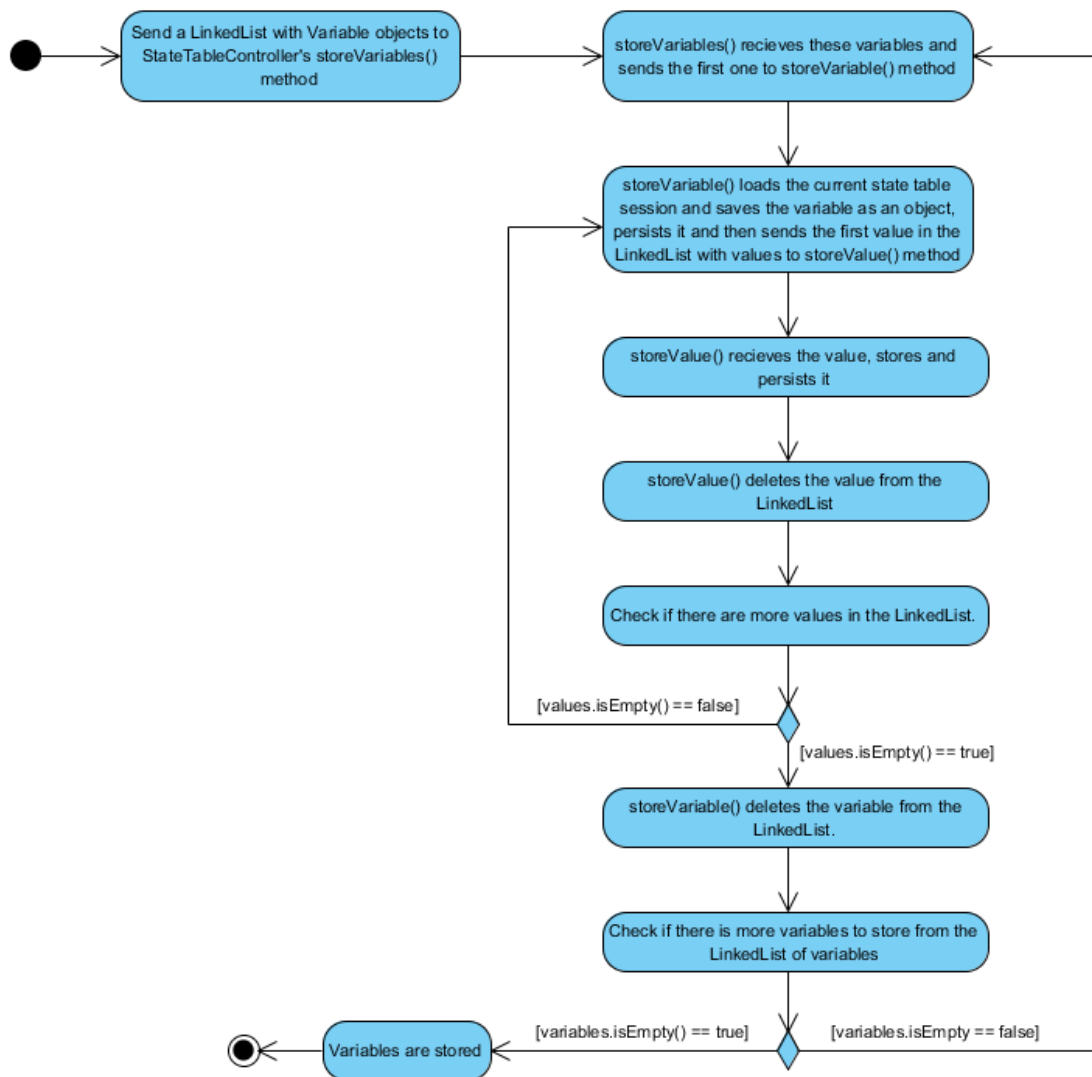 Send a LinkedList with Variable objects to
StateTableController's storeVariables()
method
storeVariables() recieves these variables and
sends the first one to storeVariable() method
storeVariable() loads the current state table
session and saves the variable as an object,
persists it and then sends the first value in the
LinkedList with values to storeValue() method
storeValue() recieves the value, stores and
persists it
storeValue() deletes the value from the
LinkedList
Check if there are more values in the LinkedList.
[values.isEmpty() == false]
[values.isEmpty() == true]
storeVariable() deletes the variable from the
LinkedList.
Check if there is more variables to store from the
LinkedList of variables
[variables.isEmpty() == true]
[variables.isEmpty == false]
Variables are stored